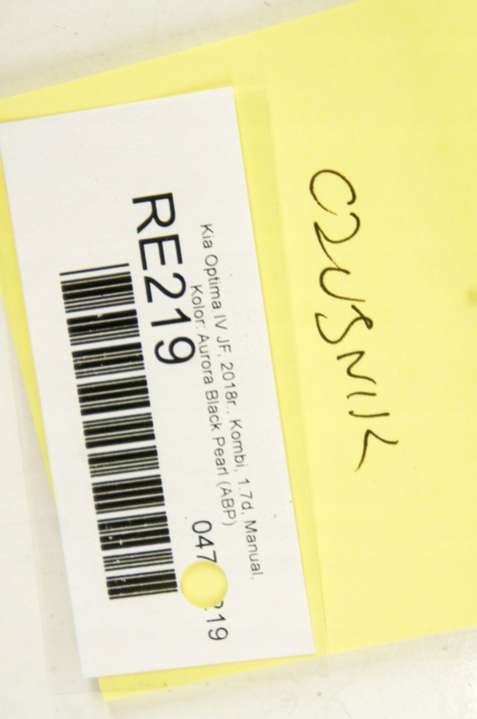 CZUJNIK
Kia Optima IV JF, 2018r., Kombi, 1.7d, Manual,
Kolor: Aurora Black Pearl (ABP)
RE219